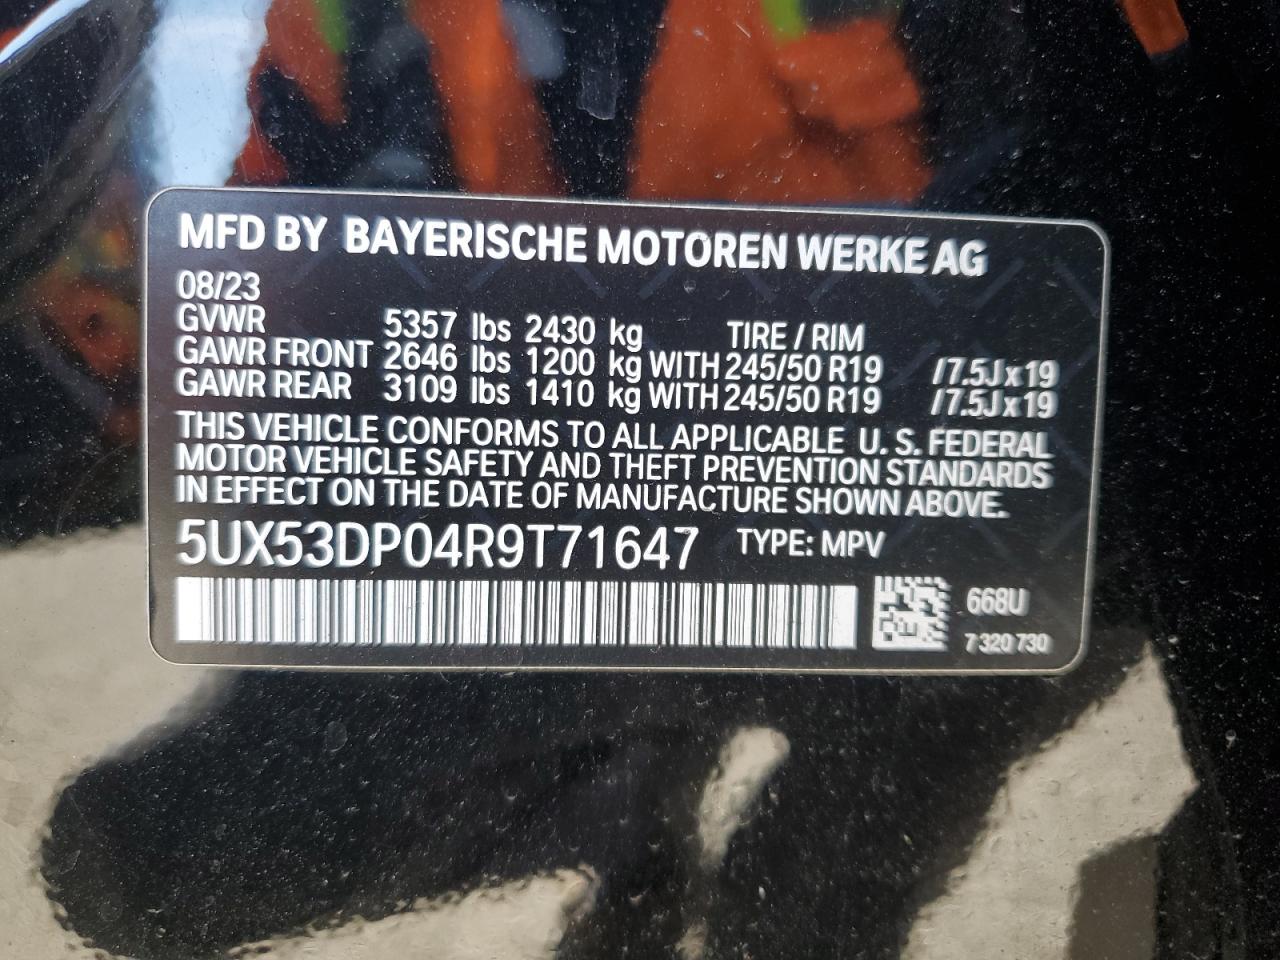 MFD BY BAYERISCHE MOTOREN WERKE AG
08/23
GVWR 5357 lbs 2430 kg TIRE / RIM
GAWR FRONT 2646 lbs 1200 kg WITH 245/50 R19 /7.5Jx19
GAWR REAR 3109 lbs 1410 kg WITH 245/50 R19 /7.5Jx19
THIS VEHICLE CONFORMS TO ALL APPLICABLE U. S. FEDERAL
MOTOR VEHICLE SAFETY AND THEFT PREVENTION STANDARDS
IN EFFECT ON THE DATE OF MANUFACTURE SHOWN ABOVE.
5UX53DP04R9T71647 TYPE: MPV
668U
7 320 730